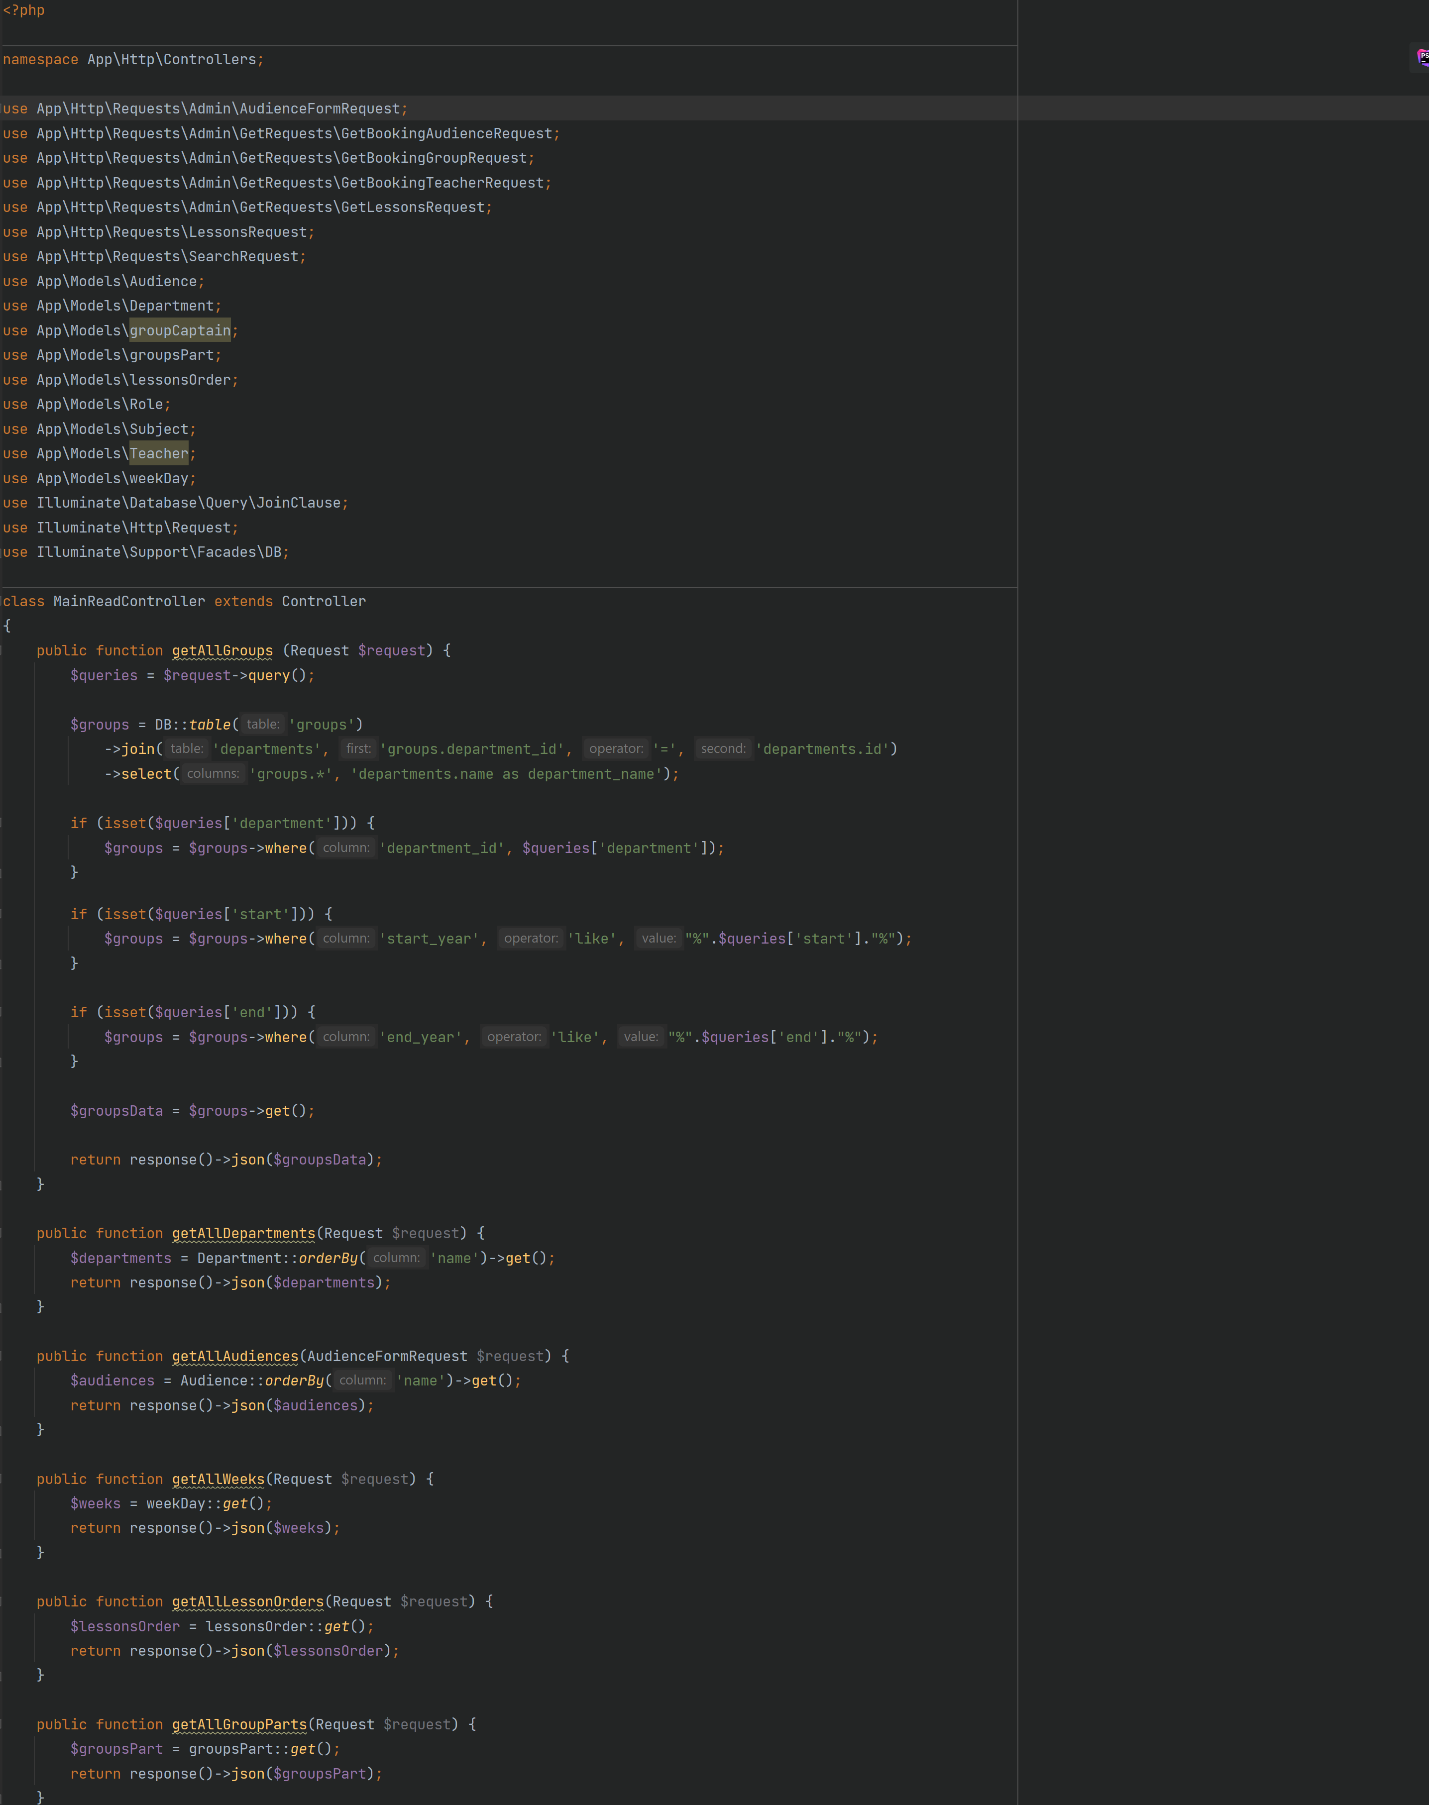 <?php
namespace App\Http\Controllers;
use App\Http\Requests\Admin\AudienceFormRequest;
use App\Http\Requests\Admin\GetRequests\GetBookingAudienceRequest;
use App\Http\Requests\Admin\GetRequests\GetBookingGroupRequest;
use App\Http\Requests\Admin\GetRequests\GetBookingTeacherRequest;
use App\Http\Requests\Admin\GetRequests\GetLessonsRequest;
use App\Http\Requests\LessonsRequest;
use App\Http\Requests\SearchRequest;
use App\Models\Audience;
use App\Models\Department;
use App\Models\groupCaptain;
use App\Models\groupsPart;
use App\Models\lessonsOrder;
use App\Models\Role;
use App\Models\Subject;
use App\Models\Teacher;
use App\Models\weekDay;
use Illuminate\Database\Query\JoinClause;
use Illuminate\Http\Request;
use Illuminate\Support\Facades\DB;
class MainReadController extends Controller
{
public function getAllGroups (Request $request) {
$queries = $request->query();
$groups = DB::table( table: 'groups')
->join( table: 'departments', first: 'groups.department_id', operator: '=', second: 'departments.id')
->select( columns: 'groups.*', 'departments.name as department_name');
if (isset($queries['department'])) {
$groups = $groups->where( column: 'department_id', $queries['department']);
}
if (isset($queries['start'])) {
$groups = $groups->where( column: 'start_year', operator: 'like', value: "%".$queries['start']."%");
}
if (isset($queries['end'])) {
$groups = $groups->where( column: 'end_year', operator: 'like', value: "%".$queries['end']."%");
}
$groupsData = $groups->get();
return response()->json($groupsData);
}
public function getAllDepartments(Request $request) {
$departments = Department::orderBy( column: 'name')->get();
return response()->json($departments);
}
public function getAllAudiences(AudienceFormRequest $request) {
$audiences = Audience::orderBy( column: 'name')->get();
return response()->json($audiences);
}
public function getAllWeeks(Request $request) {
$weeks = weekDay::get();
return response()->json($weeks);
}
public function getAllLessonOrders(Request $request) {
$lessonsOrder = lessonsOrder::get();
return response()->json($lessonsOrder);
}
public function getAllGroupParts(Request $request) {
$groupsPart = groupsPart::get();
return response()->json($groupsPart);
}